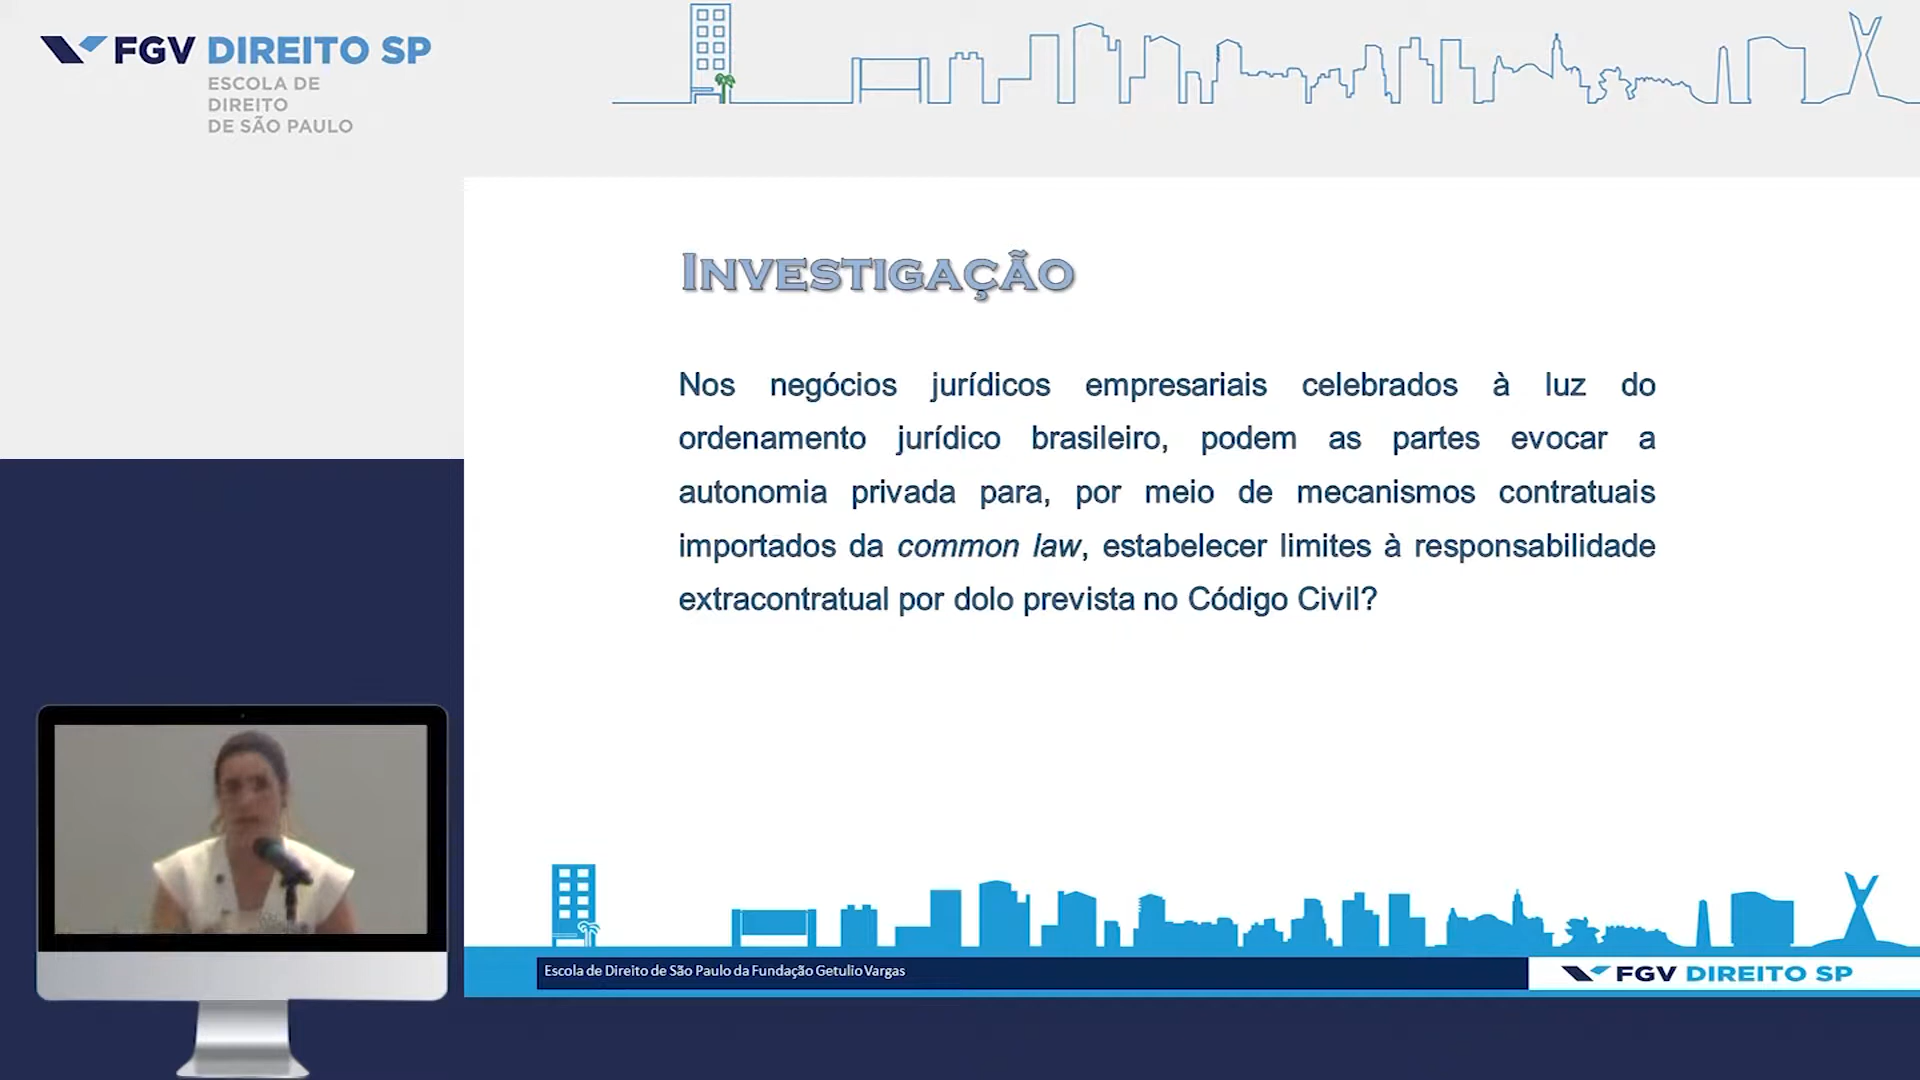 FGV DIREITO SP
ESCOLA DE
DIREITO
DE SÃO PAULO
INVESTIGAÇÃO
Nos negócios jurídicos empresariais celebrados à luz do
ordenamento jurídico brasileiro, podem as partes evocar a
autonomia privada para, por meio de mecanismos contratuais
importados da common law, estabelecer limites à responsabilidade
extracontratual por dolo prevista no Código Civil?
Escola de Direito de São Paulo da Fundação Getulio Vargas
FGV DIREITO SP